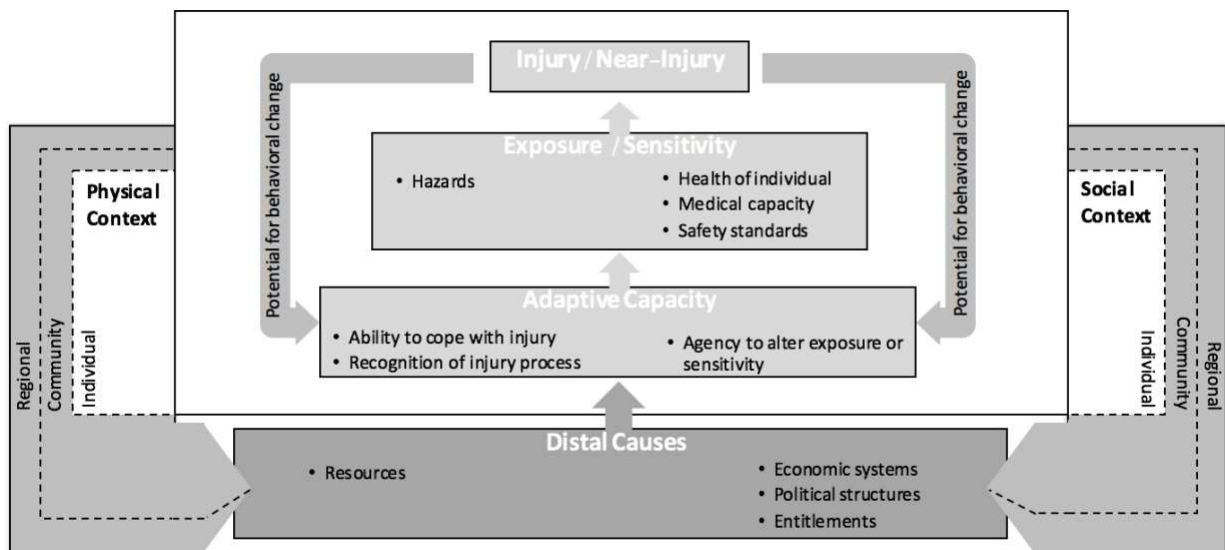 Injury / Near–Injury
Potential for behavioral change
Potential for behavioral change
Exposure / Sensitivity
• Hazards
• Health of individual
• Medical capacity
• Safety standards
Physical
Context
Social
Context
Adaptive Capacity
• Ability to cope with injury
• Recognition of injury process
• Agency to alter exposure or
sensitivity
Regional
Community
Individual
Individual
Community
Regional
Distal Causes
• Resources
• Economic systems
• Political structures
• Entitlements